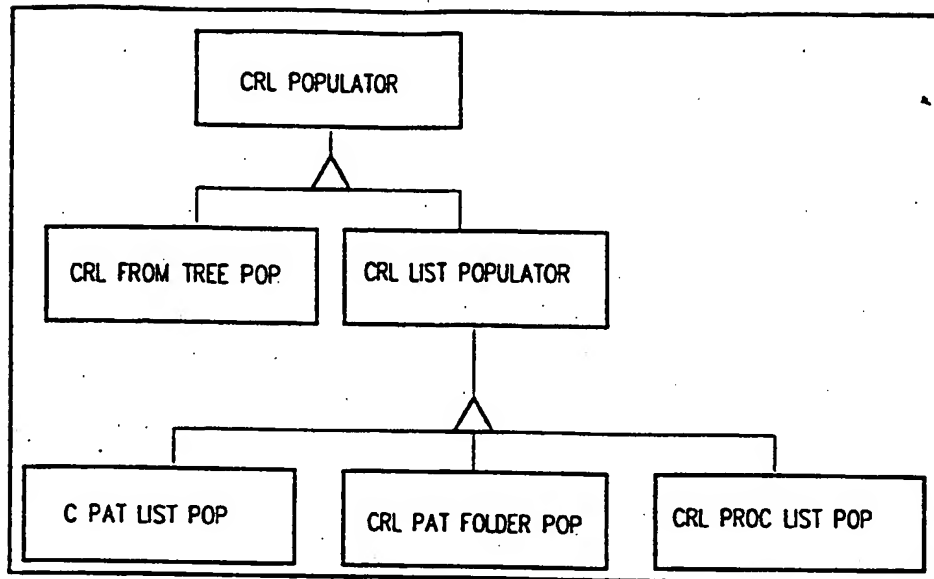 CRL POPULATOR
CRL FROM TREE POP
CRL LIST POPULATOR
C PAT LIST POP
CRL PAT FOLDER POP
CRL PROC LIST POP